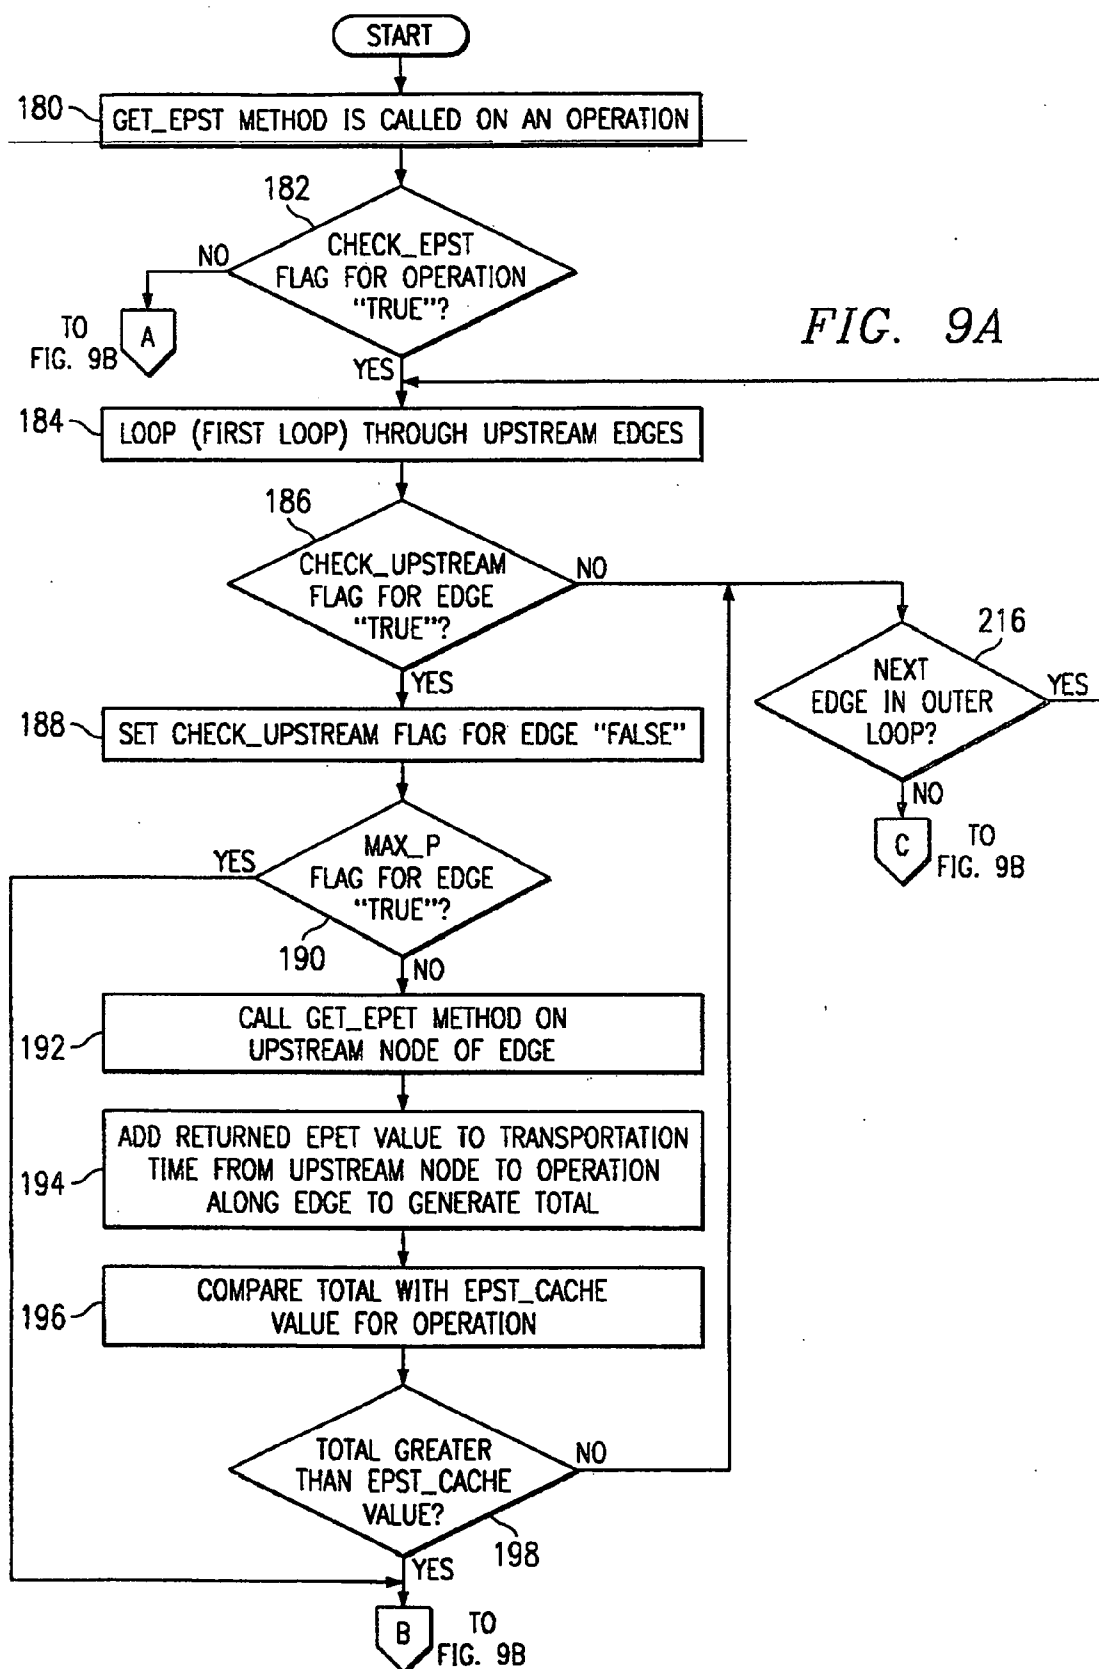 START
180
GET_EPST METHOD IS CALLED ON AN OPERATION
182
CHECK_EPST
FLAG FOR OPERATION
"TRUE"?
NO
YES
TO
FIG. 9B
A
FIG. 9A
184
LOOP (FIRST LOOP) THROUGH UPSTREAM EDGES
186
CHECK_UPSTREAM
FLAG FOR EDGE
"TRUE"?
NO
YES
216
NEXT
EDGE IN OUTER
LOOP?
YES
NO
C
TO
FIG. 9B
188
SET CHECK_UPSTREAM FLAG FOR EDGE "FALSE"
MAX_P
FLAG FOR EDGE
"TRUE"?
YES
190
NO
192
CALL GET_EPET METHOD ON
UPSTREAM NODE OF EDGE
194
ADD RETURNED EPET VALUE TO TRANSPORTATION
TIME FROM UPSTREAM NODE TO OPERATION
ALONG EDGE TO GENERATE TOTAL
196
COMPARE TOTAL WITH EPST_CACHE
VALUE FOR OPERATION
TOTAL GREATER
THAN EPST_CACHE
VALUE?
NO
198
YES
B
TO
FIG. 9B